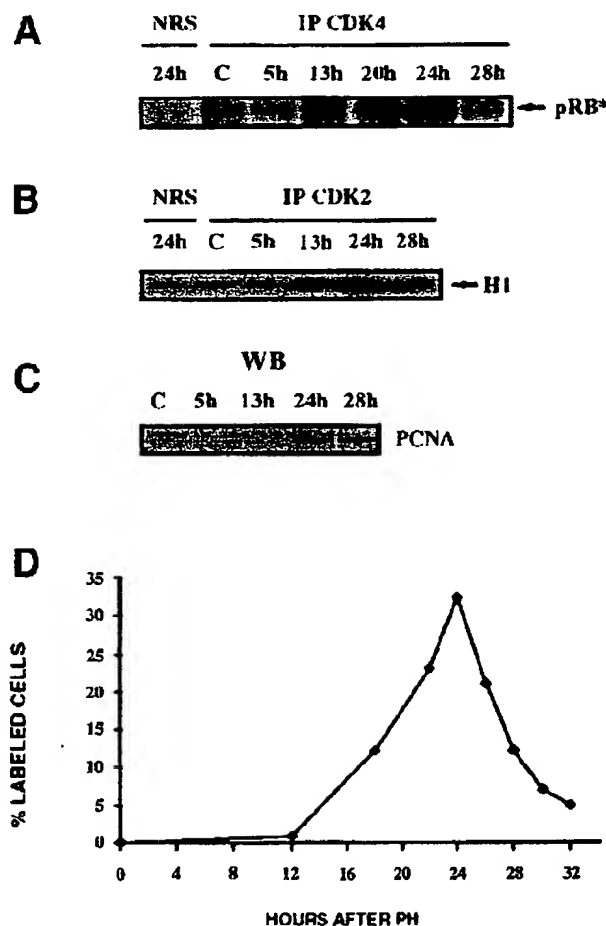 A
NRS IP CDK4
24h C 5h 13h 20h 24h 28h
pRB*
B
NRS IP CDK2
24h C 5h 13h 24h 28h
H1
C
WB
C 5h 13h 24h 28h
PCNA
D
35
30
25
20
15
10
5
0
% LABELED CELLS
0 4 8 12 16 20 24 28 32
HOURS AFTER PH